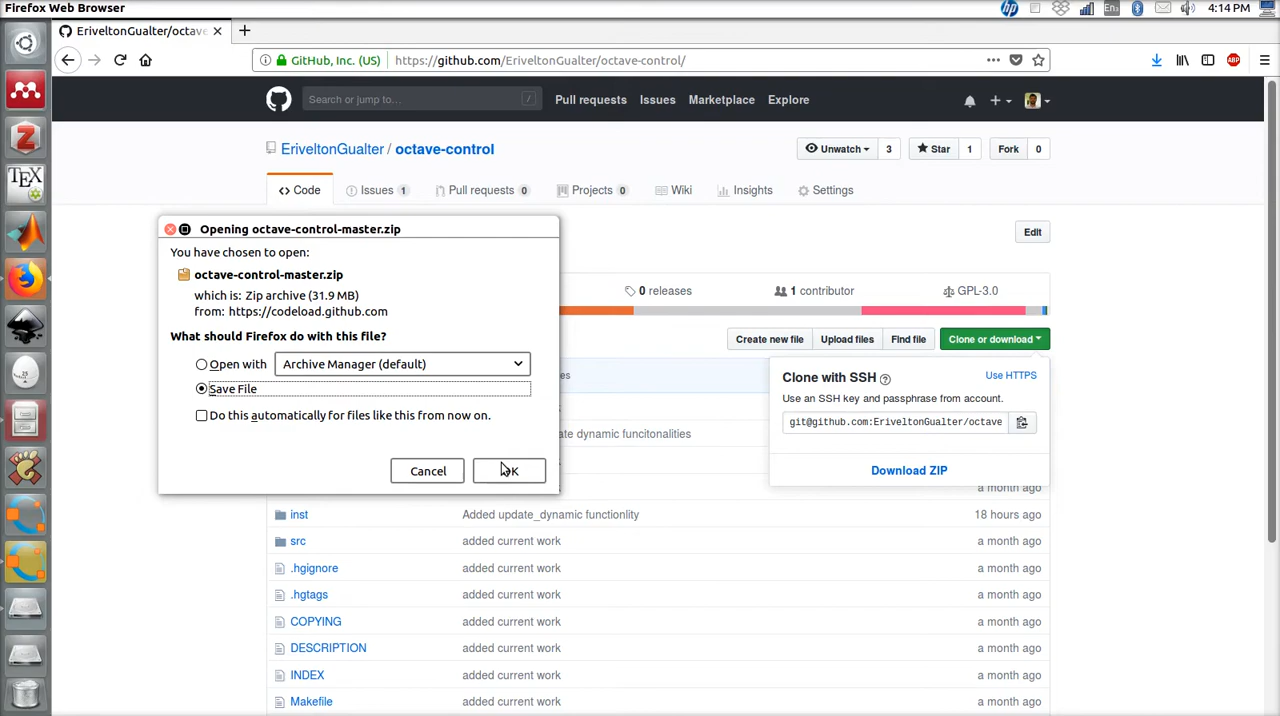 Firefox Web Browser
4:14 PM
EriveltonGualter/octave
GitHub, Inc. (US)
https://github.com/EriveltonGualter/octave-control/
Search or jump to...
/
Pull requests
Issues
Marketplace
Explore
EriveltonGualter / octave-control
Unwatch 3
Star 1
Fork 0
Code
Issues 1
Pull requests 0
Projects 0
Wiki
Insights
Settings
Edit
Opening octave-control-master.zip
You have chosen to open:
octave-control-master.zip
which is: Zip archive (31.9 MB)
from: https://codeload.github.com
What should Firefox do with this file?
Open with Archive Manager (default)
Save File
Do this automatically for files like this from now on.
Cancel
0 releases
1 contributor
GPL-3.0
Create new file
Upload files
Find file
Clone or download
Clone with SSH
Use HTTPS
Use an SSH key and passphrase from account.
git@github.com:EriveltonGualter/octave
Download ZIP
ate dynamic funcitonalities
a month ago
inst Added update_dynamic functionlity 18 hours ago
src added current work a month ago
.hgignore added current work a month ago
.hgtags added current work a month ago
COPYING added current work a month ago
DESCRIPTION added current work a month ago
INDEX added current work a month ago
Makefile added current work a month ago